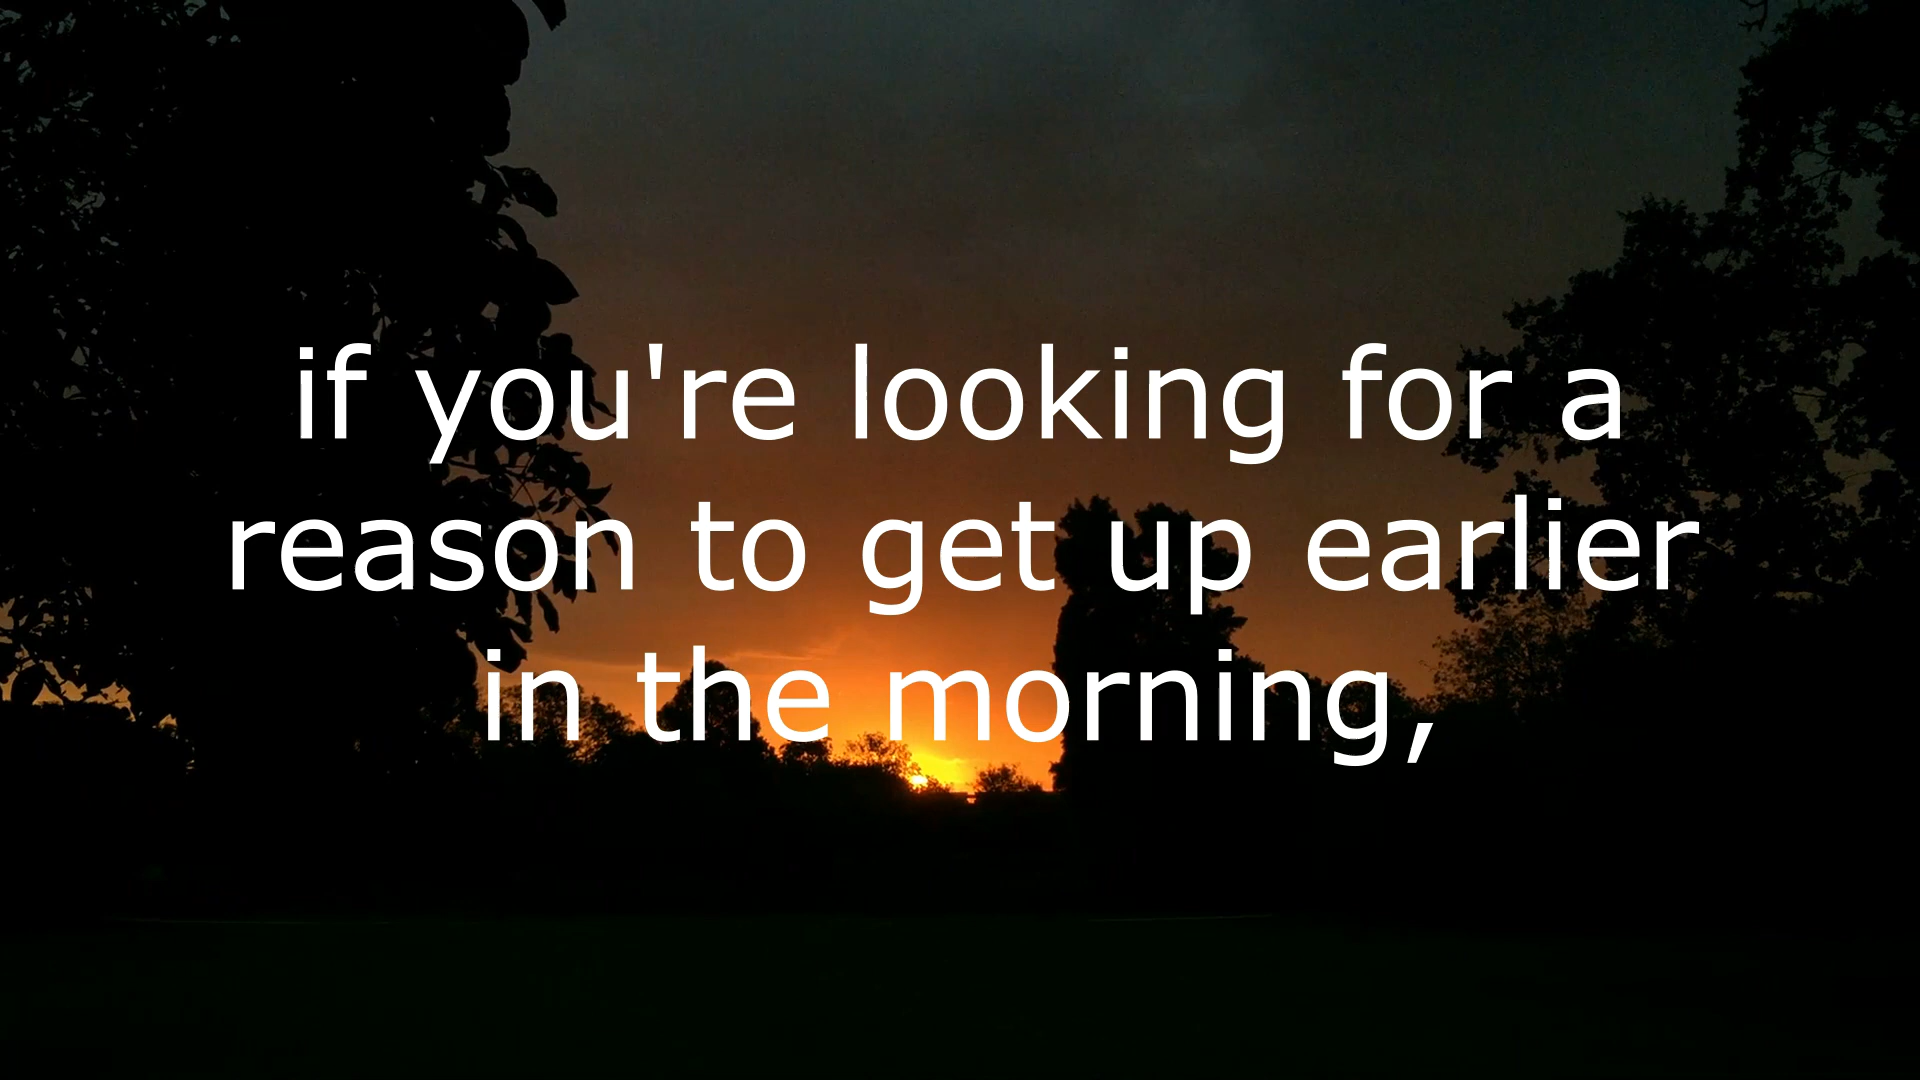 if you're looking for a
reason to get up earlier
in the morning,